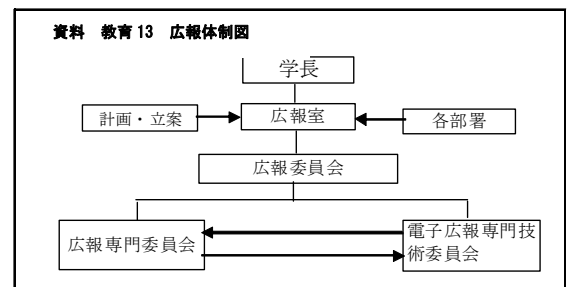 資料　教育13　広報体制図
学長
計画・立案
広報室
各部署
広報委員会
広報専門委員会
電子広報専門技
術委員会